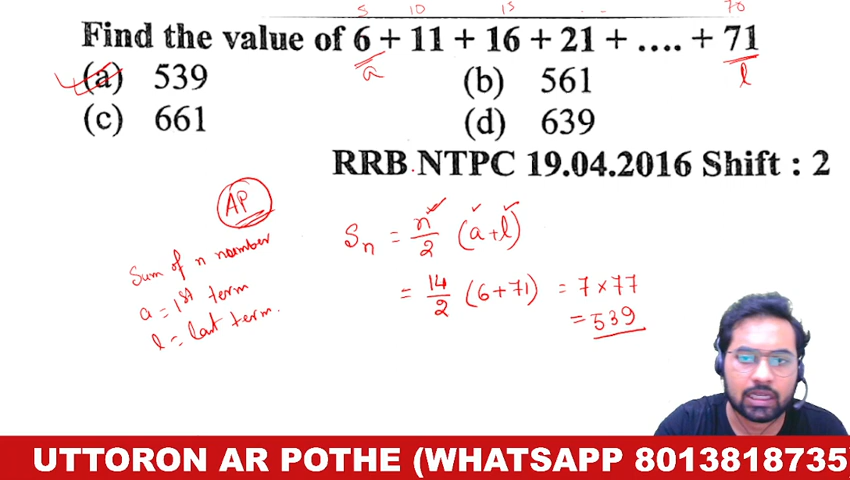 5 10 15 - - 70
Find the value of 6 + 11 + 16 + 21 + .... + 71
a l
(a) 539 (b) 561
(c) 661 (d) 639
RRB NTPC 19.04.2016 Shift : 2
AP
Sum of n number
a = 1st term
l = last term.
Sn = n/2 (a+l)
= 14/2 (6+71) = 7 × 77
= 539
UTTORON AR POTHE (WHATSAPP 8013818735